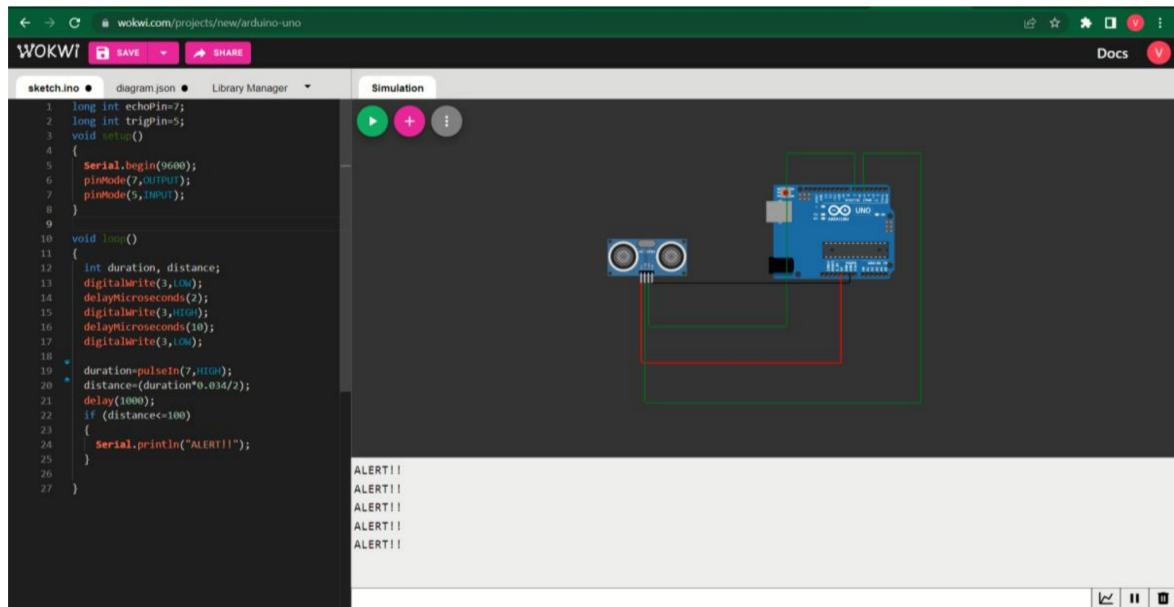 wokwi.com/projects/new/arduino-uno
V
WOKWI SAVE SHARE Docs V
sketch.ino ● diagram.json ● Library Manager Simulation
1 long int echoPin=7;
2 long int trigPin=5;
3 void setup()
4 {
5 Serial.begin(9600);
6 pinMode(7,OUTPUT);
7 pinMode(5,INPUT);
8 }
9
10 void loop()
11 {
12 int duration, distance;
13 digitalWrite(3,LOW);
14 delayMicroseconds(2);
15 digitalWrite(3,HIGH);
16 delayMicroseconds(10);
17 digitalWrite(3,LOW);
18
19 duration=pulseIn(7,HIGH);
20 distance=(duration*0.034/2);
21 delay(1000);
22 if (distance<=100)
23 {
24 Serial.println("ALERT!!");
25 }
26
27 }
UNO
ALERT!!
ALERT!!
ALERT!!
ALERT!!
ALERT!!